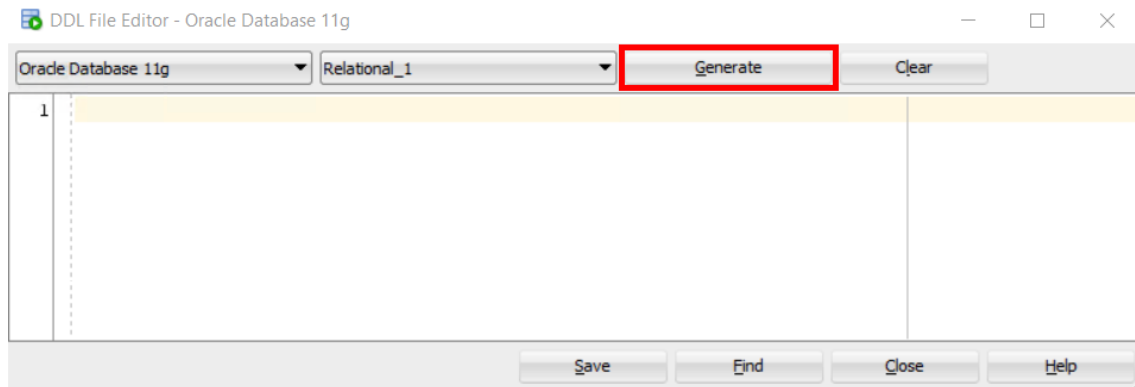 DDL File Editor - Oracle Database 11g
Oracle Database 11g Relational_1 Generate Clear
1
Save Find Close Help